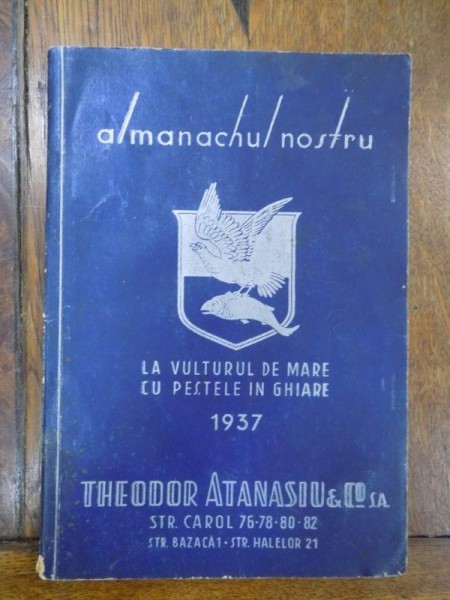 almanachul nostru
LA VULTURUL DE MARE
CU PESTELE IN GHIARE
1937
THEODOR ATANASIU & CO S.A.
STR. CAROL 76-78-80-82
STR. BAZACA 1 - STR. HALELOR 21